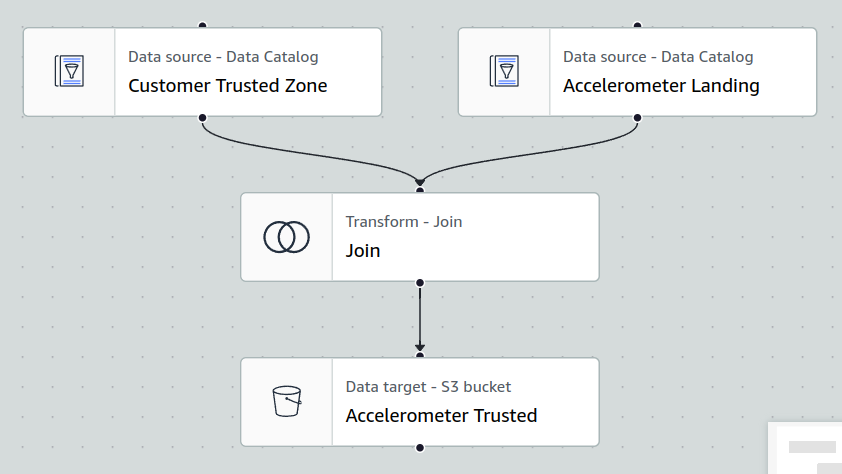 Data source - Data Catalog
Customer Trusted Zone
Data source - Data Catalog
Accelerometer Landing
Transform - Join
Join
Data target - S3 bucket
Accelerometer Trusted